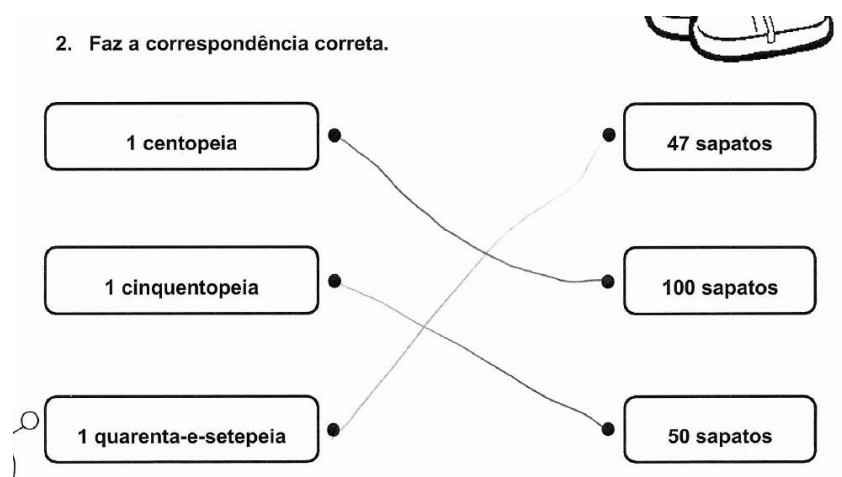 2. Faz a correspondência correta.
1 centopeia
47 sapatos
1 cinquentopeia
100 sapatos
1 quarenta-e-setepeia
50 sapatos